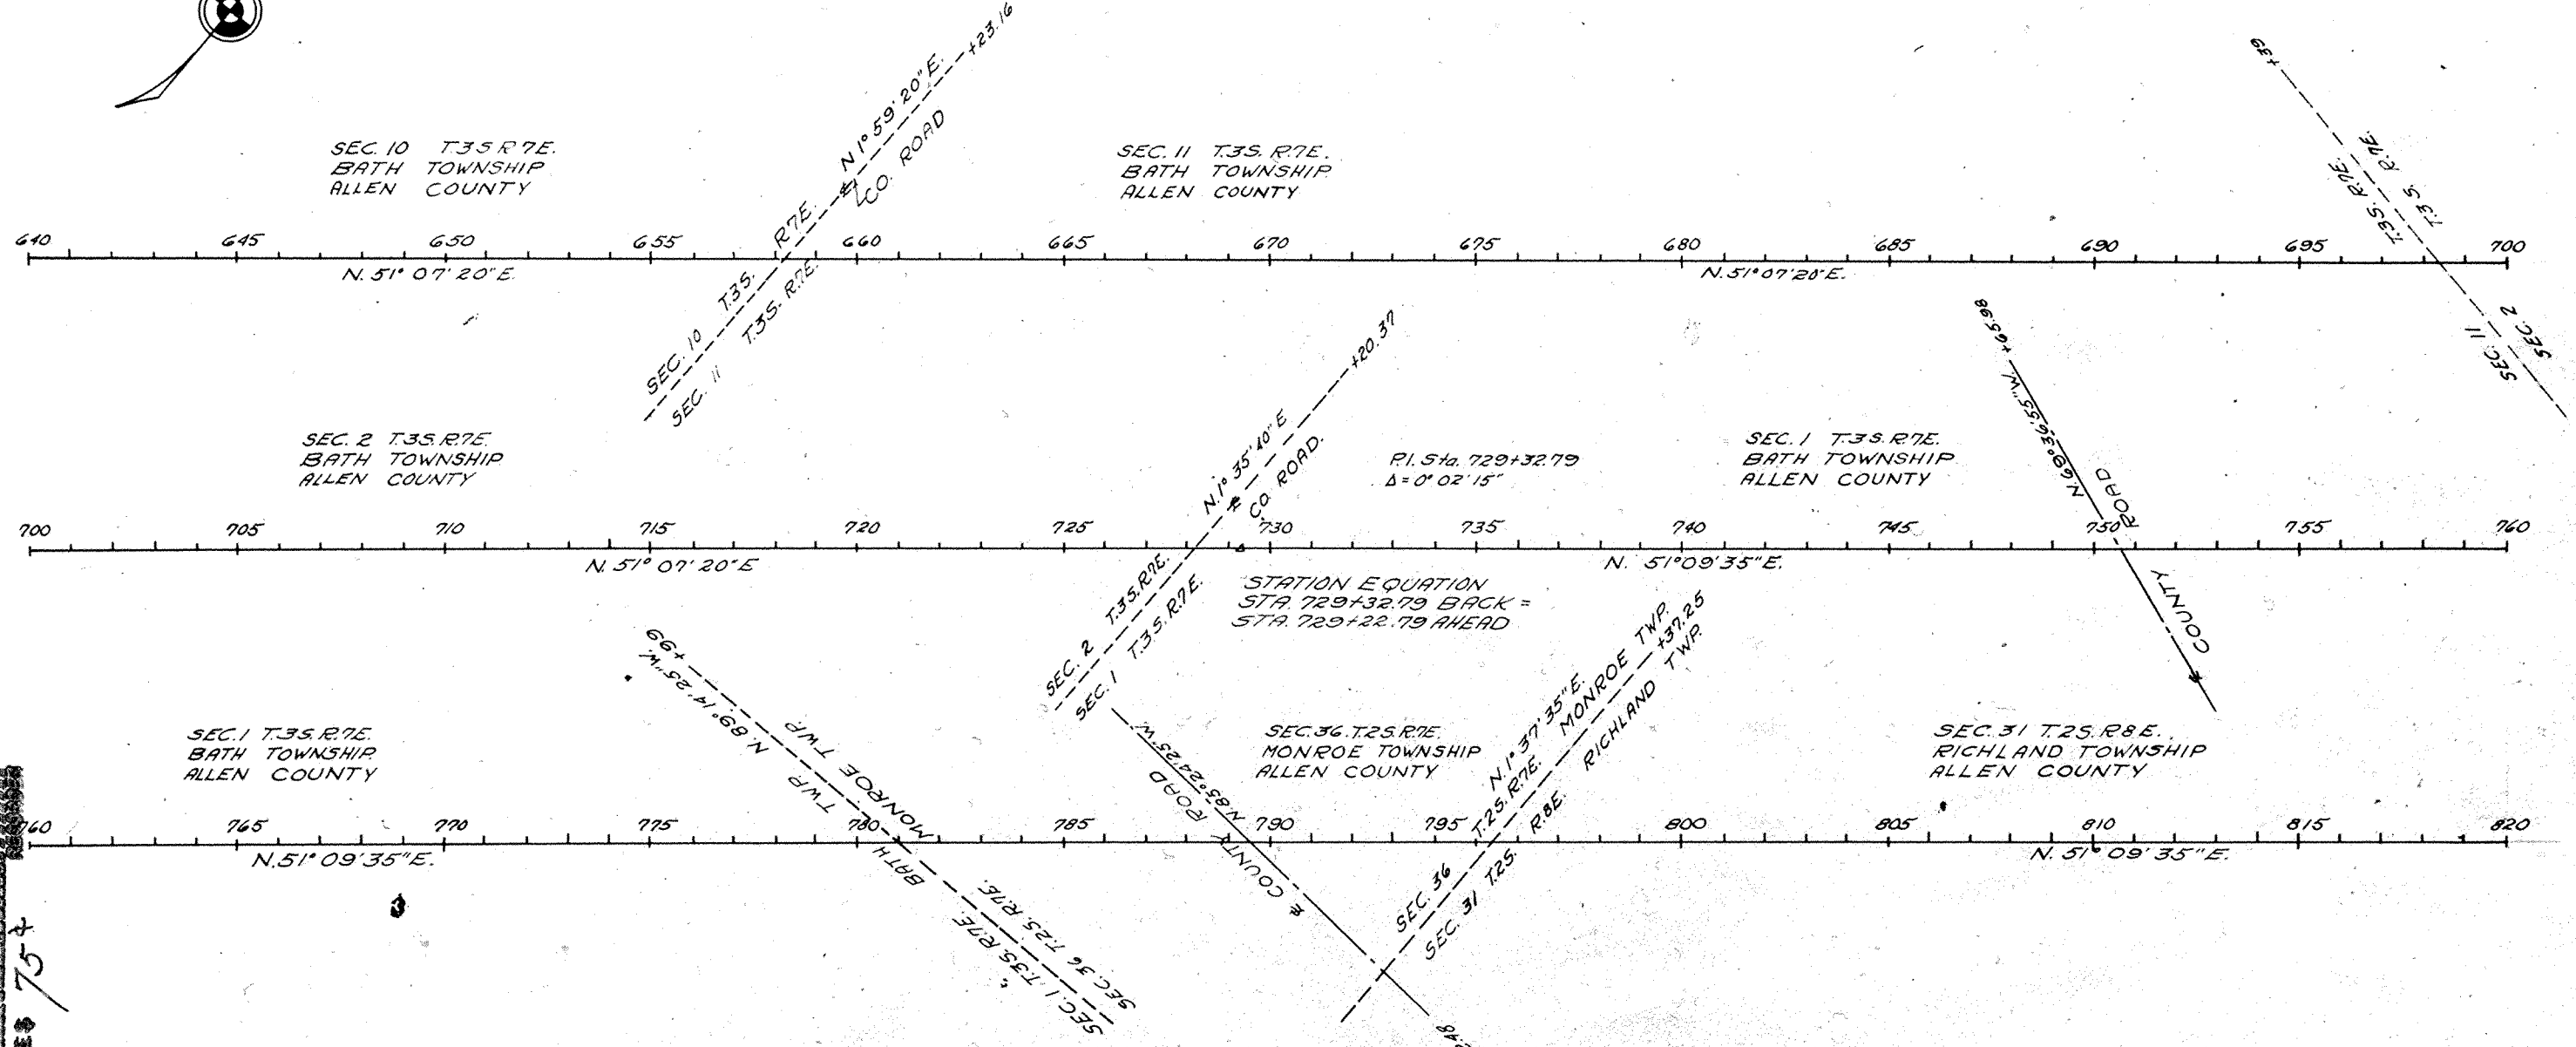 +23.16
N 1° 59' 20" E.
℄ CO. ROAD
+39
SEC. 10 T.3S R7E.
BATH TOWNSHIP
ALLEN COUNTY
SEC. 11 T.3S. R.7E.
BATH TOWNSHIP
ALLEN COUNTY
T.3S. R.7E.
T.3S. R.7E.
640 645 650 655 660 665 670 675 680 685 690 695 700
N. 51° 07' 20" E.
N. 51° 07' 20" E.
SEC. 10 T.3S. R7E.
SEC. 11 T.3S. R.7E.
SEC. 2
SEC. 11
+20.37
N. 1° 35' 40" E
℄ CO. ROAD.
+65.98
N. 69° 36' 55" W.
SEC. 2 T.3S. R.7E.
BATH TOWNSHIP
ALLEN COUNTY
P.I. Sta. 729+32.79
Δ = 0° 02' 15"
SEC. 1 T.3S. R.7E.
BATH TOWNSHIP
ALLEN COUNTY
700 705 710 715 720 725 730 735 740 745 750 755 760
N. 51° 07' 20" E
N. 51° 09' 35" E.
℄ COUNTY ROAD
SEC. 2 T.3S. R.7E.
SEC. 1 T.3S. R.7E.
STATION EQUATION
STA. 729+32.79 BACK =
STA. 729+22.79 AHEAD
+99
N. 89° 14' 25" W.
MONROE TWP.
BATH TWP.
+37.25
N. 1° 37' 35" E. MONROE TWP.
RICHLAND TWP.
SEC. 1 T.3S. R.7E.
BATH TOWNSHIP
ALLEN COUNTY
N. 85° 24' 25" W.
℄ COUNTY ROAD
SEC. 36 T.2S. R.7E.
MONROE TOWNSHIP
ALLEN COUNTY
SEC. 31 T.2S. R.8E.
RICHLAND TOWNSHIP
ALLEN COUNTY
760 765 770 775 780 785 790 795 800 805 810 815 820
N. 51° 09' 35" E.
N. 51° 09' 35" E.
SEC. 36 T.2S. R.7E.
SEC. 1 T.3S. R.7E.
SEC. 36 T.2S. R.7E.
SEC. 31 T.2S. R.8E.
75+